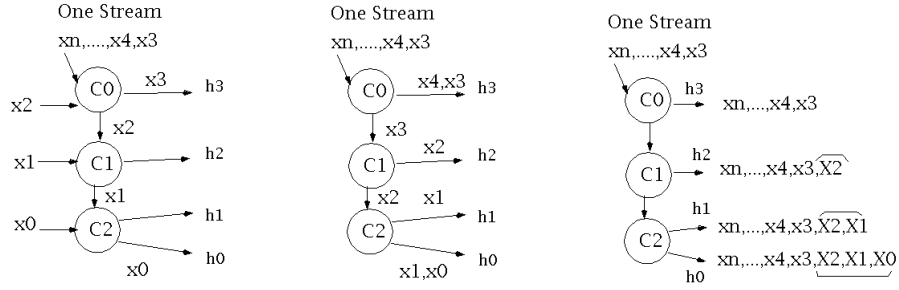 One Stream
xn,....,x4,x3
C0
x3
h3
x2
x2
x1
C1
h2
x1
x0
C2
h1
h0
x0
One Stream
xn,....,x4,x3
C0
x4,x3
h3
x3
C1
x2
h2
x2
x1
C2
h1
h0
x1,x0
One Stream
xn,...,x4,x3
C0
h3
xn,...,x4,x3
C1
h2
xn,...,x4,x3,X2
C2
h1
xn,...,x4,x3,X2,X1
h0
xn,...,x4,x3,X2,X1,X0